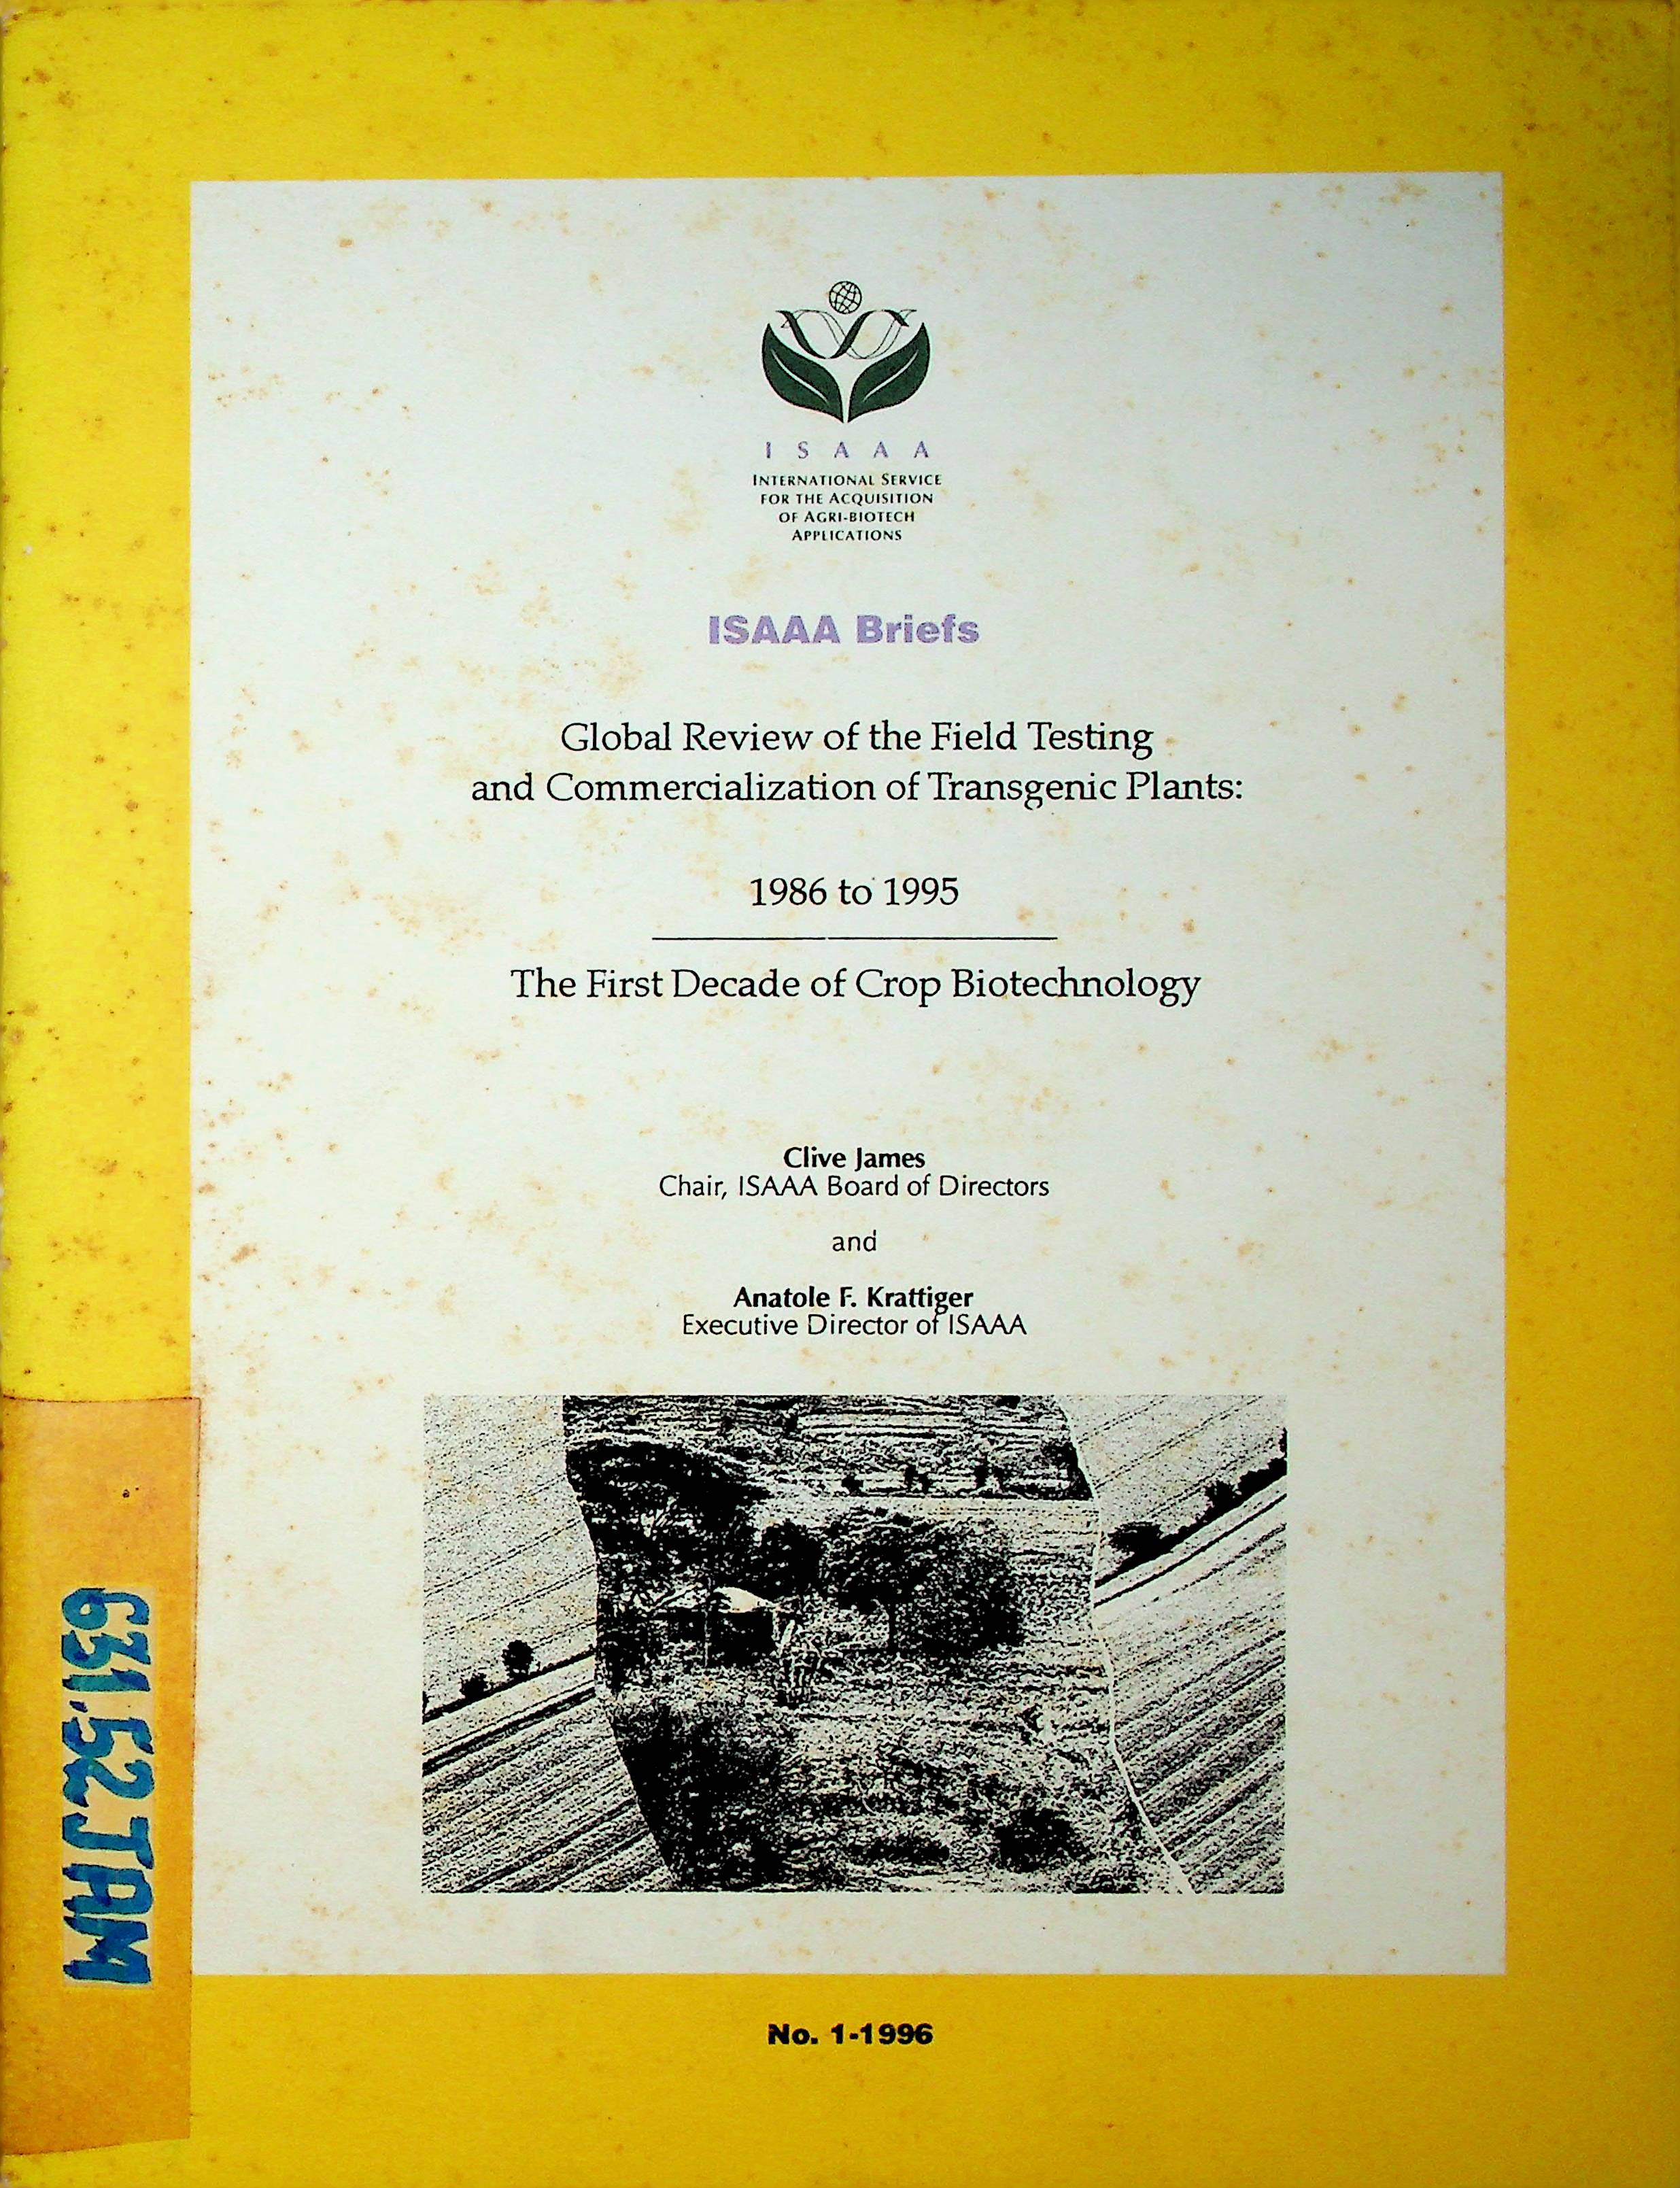 I S A A A
INTERNATIONAL SERVICE
FOR THE ACQUISITION
OF AGRI-BIOTECH
APPLICATIONS
ISAAA Briefs
Global Review of the Field Testing
and Commercialization of Transgenic Plants:
1986 to 1995
The First Decade of Crop Biotechnology
Clive James
Chair, ISAAA Board of Directors
and
Anatole F. Krattiger
Executive Director of ISAAA
631.52 JAM
No. 1-1996